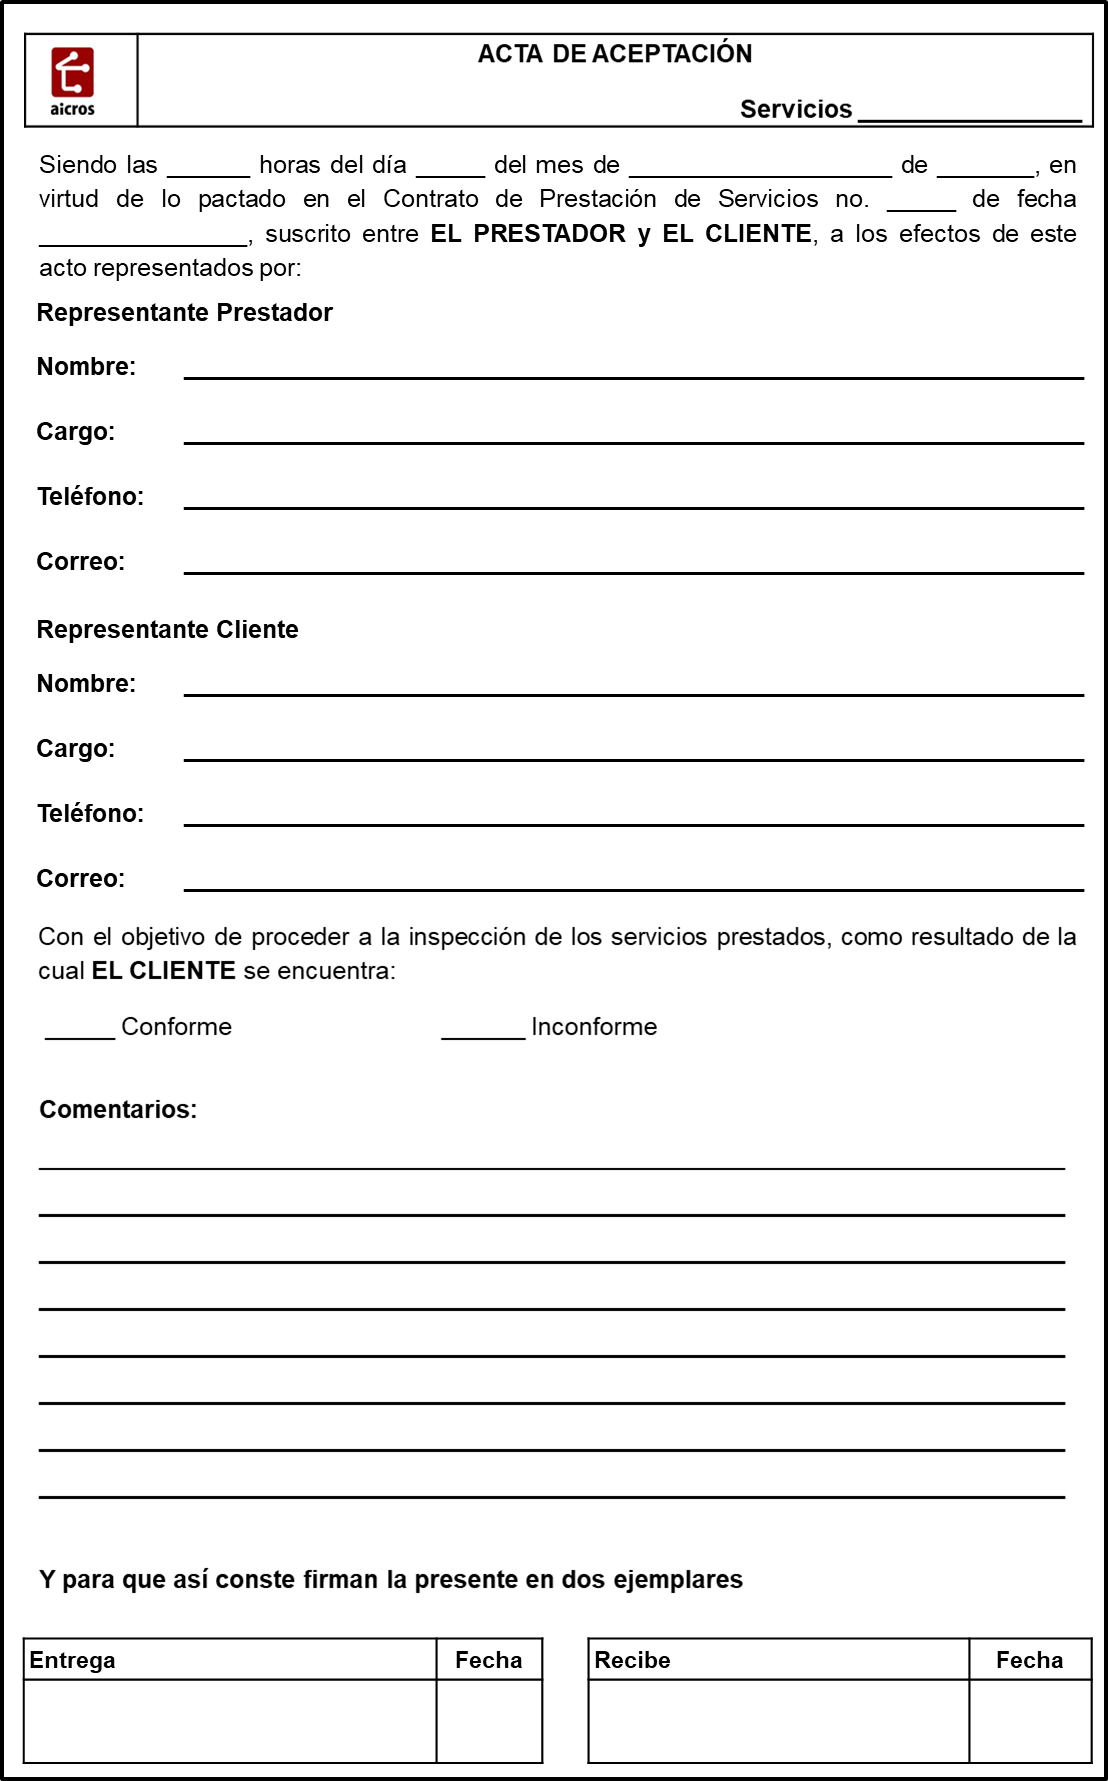 aicros
ACTA DE ACEPTACIÓN
Servicios ________________
Siendo las ______ horas del día _____ del mes de ___________________ de _______, en
virtud de lo pactado en el Contrato de Prestación de Servicios no. _____ de fecha
_______________, suscrito entre EL PRESTADOR y EL CLIENTE, a los efectos de este
acto representados por:
Representante Prestador
Nombre:
Cargo:
Teléfono:
Correo:
Representante Cliente
Nombre:
Cargo:
Teléfono:
Correo:
Con el objetivo de proceder a la inspección de los servicios prestados, como resultado de la
cual EL CLIENTE se encuentra:
_____ Conforme ______ Inconforme
Comentarios:
Y para que así conste firman la presente en dos ejemplares
Entrega Fecha Recibe Fecha